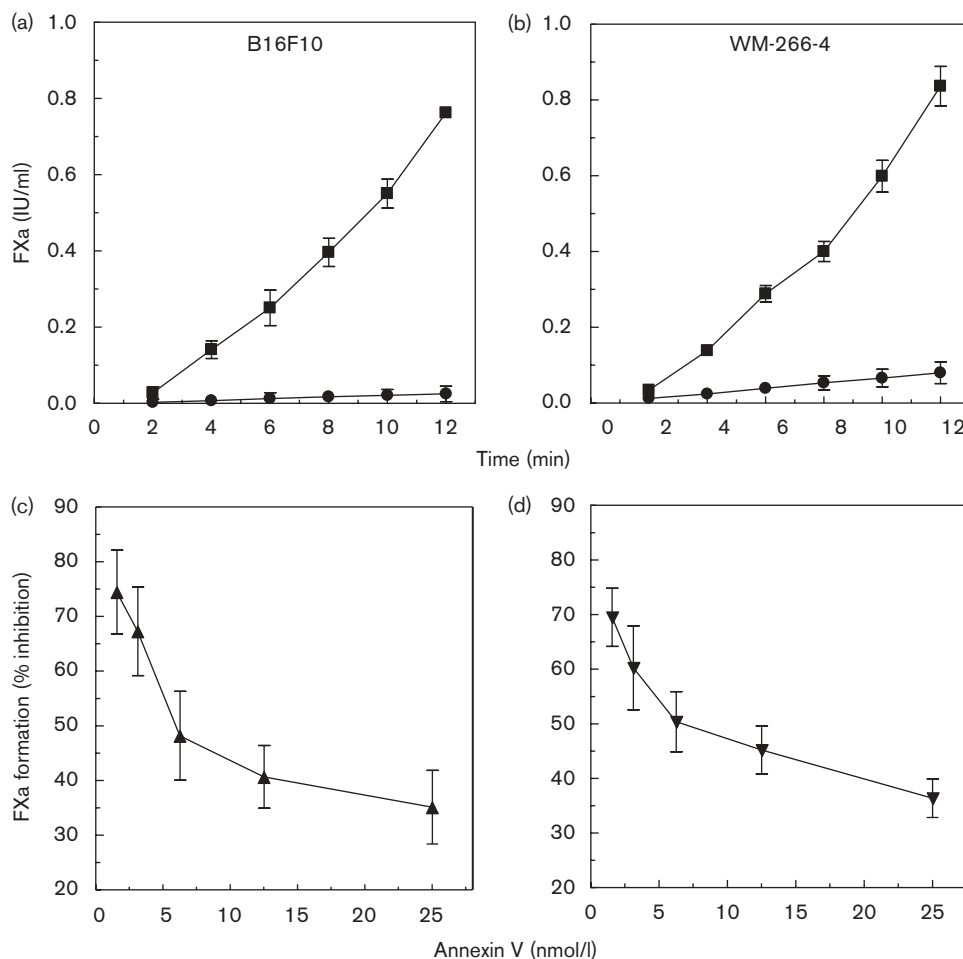 (a)
1.0
B16F10
0.8
0.6
0.4
0.2
0.0
FXa (IU/ml)
0 2 4 6 8 10 12
(b)
1.0
WM-266-4
0.8
0.6
0.4
0.2
0.0
0 2 4 6 8 10 12
Time (min)
(c)
90
80
70
60
50
40
30
20
FXa formation (% inhibition)
0 5 10 15 20 25
(d)
90
80
70
60
50
40
30
20
0 5 10 15 20 25
Annexin V (nmol/l)